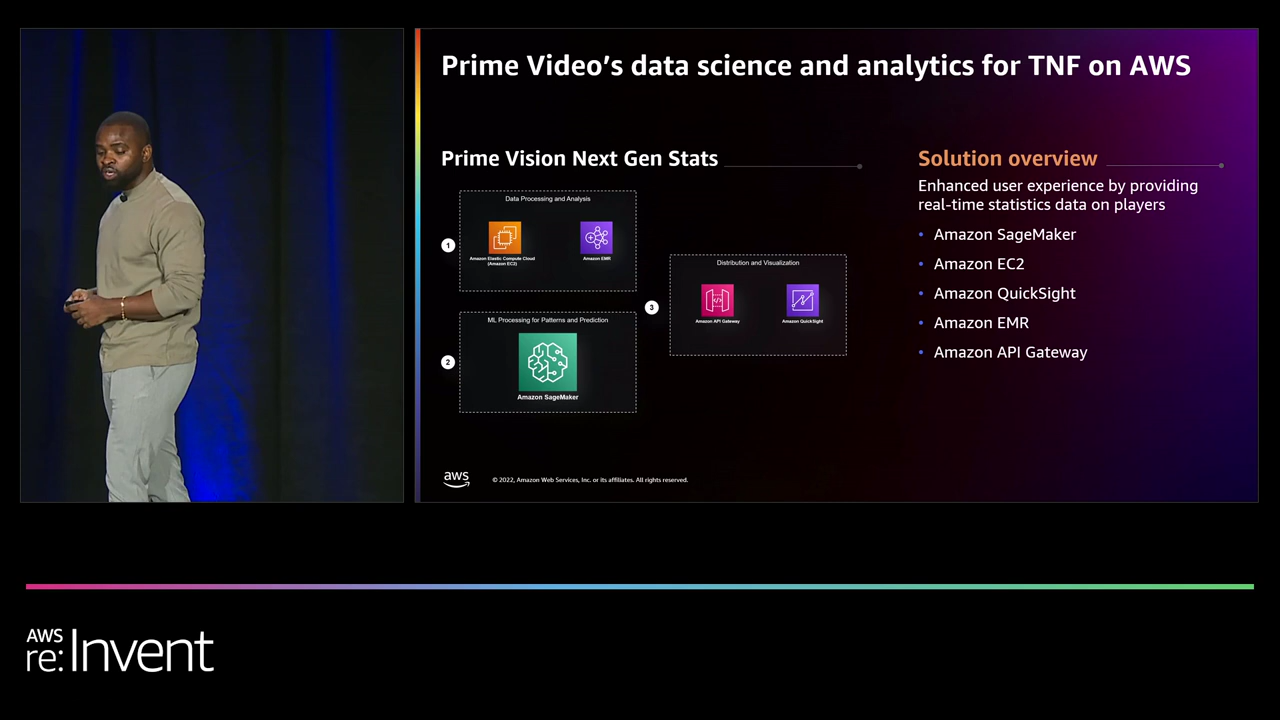 Prime Video's data science and analytics for TNF on AWS
Prime Vision Next Gen Stats
Data Processing and Analysis
1
Amazon Elastic Compute Cloud
(Amazon EC2)
Amazon EMR
ML Processing for Patterns and Prediction
2
Amazon SageMaker
3
Distribution and Visualization
Amazon API Gateway
Amazon QuickSight
Solution overview
Enhanced user experience by providing
real-time statistics data on players
• Amazon SageMaker
• Amazon EC2
• Amazon QuickSight
• Amazon EMR
• Amazon API Gateway
aws
© 2022, Amazon Web Services, Inc. or its affiliates. All rights reserved.
AWS
re:Invent